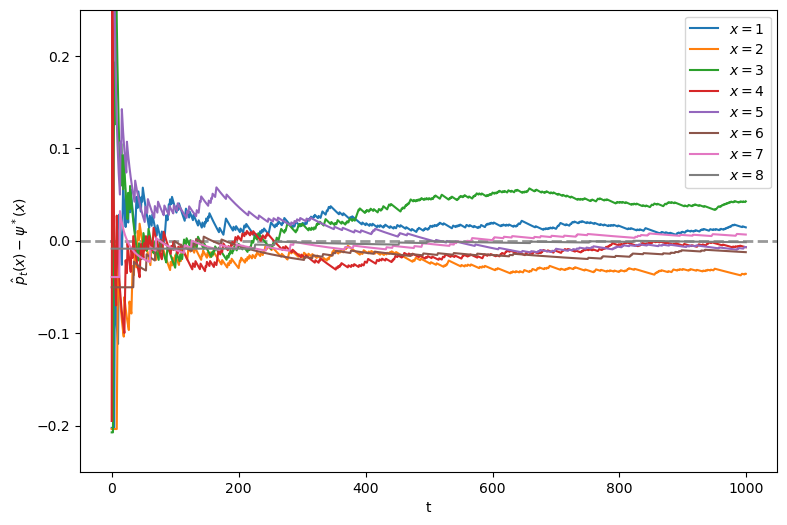 0.2
0.1
0.0
−0.1
−0.2
p̂ₜ(x) − ψ*(x)
0 200 400 600 800 1000
t
x = 1
x = 2
x = 3
x = 4
x = 5
x = 6
x = 7
x = 8